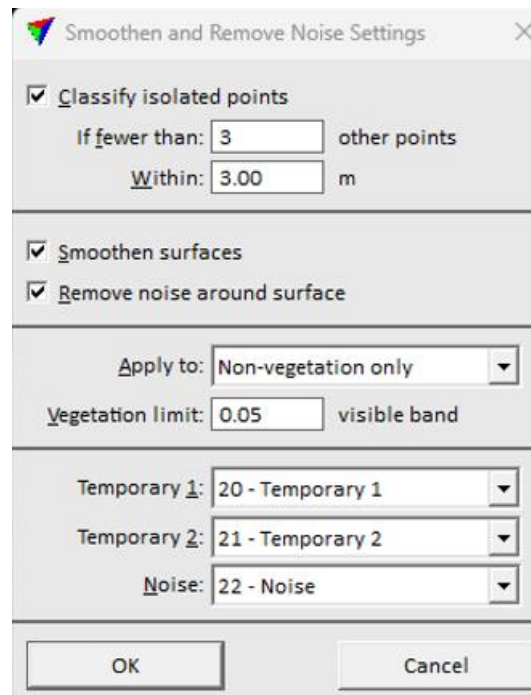 Smoothen and Remove Noise Settings
Classify isolated points
If fewer than: 3 other points
Within: 3.00 m
Smoothen surfaces
Remove noise around surface
Apply to: Non-vegetation only
Vegetation limit: 0.05 visible band
Temporary 1: 20 - Temporary 1
Temporary 2: 21 - Temporary 2
Noise: 22 - Noise
OK Cancel